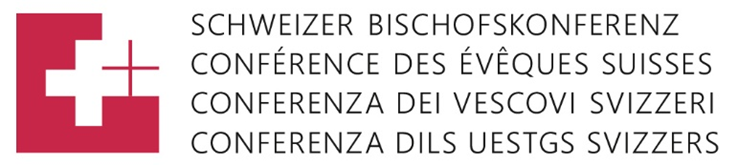 SCHWEIZER BISCHOFSKONFERENZ
CONFÉRENCE DES ÉVÊQUES SUISSES
CONFERENZA DEI VESCOVI SVIZZERI
CONFERENZA DILS UESTGS SVIZZERS